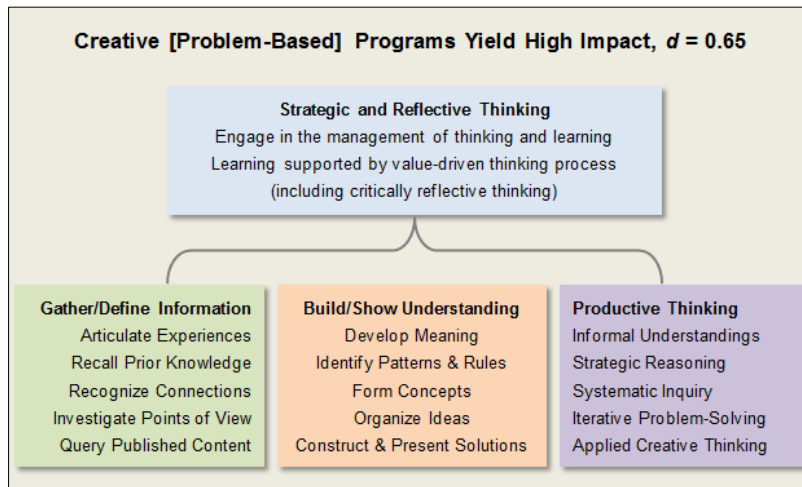 Creative [Problem-Based] Programs Yield High Impact, d = 0.65
Strategic and Reflective Thinking
Engage in the management of thinking and learning
Learning supported by value-driven thinking process
(including critically reflective thinking)
Gather/Define Information
Articulate Experiences
Recall Prior Knowledge
Recognize Connections
Investigate Points of View
Query Published Content
Build/Show Understanding
Develop Meaning
Identify Patterns & Rules
Form Concepts
Organize Ideas
Construct & Present Solutions
Productive Thinking
Informal Understandings
Strategic Reasoning
Systematic Inquiry
Iterative Problem-Solving
Applied Creative Thinking